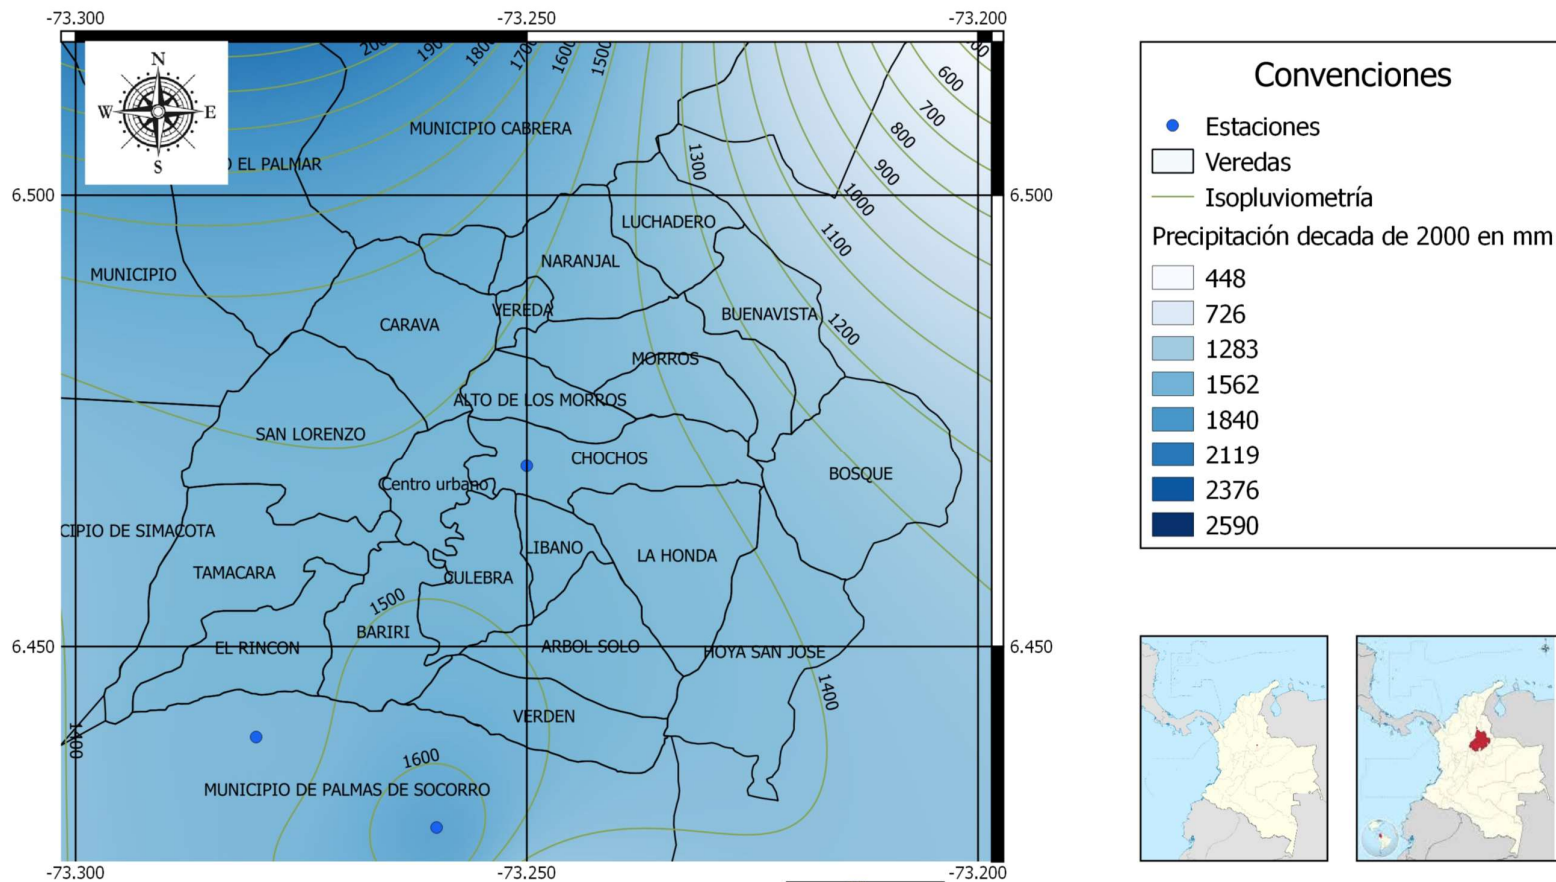 -73.300
-73.250
-73.200
N
W
E
S
200
190
1800
1700
1600
1500
600
700
800
900
1000
1100
1200
1300
MUNICIPIO CABRERA
O EL PALMAR
6.500
6.500
LUCHADERO
NARANJAL
MUNICIPIO
VEREDA
BUENAVISTA
CARAVA
MORROS
ALTO DE LOS MORROS
SAN LORENZO
CHOCHOS
BOSQUE
Centro urbano
CIPIO DE SIMACOTA
LIBANO
LA HONDA
TAMACARA
CULEBRA
1500
BARIRI
EL RINCON
ARBOL SOLO
HOYA SAN JOSE
6.450
6.450
1400
VERDEN
1400
1600
MUNICIPIO DE PALMAS DE SOCORRO
-73.300
-73.250
-73.200
Convenciones
Estaciones
Veredas
Isopluviometría
Precipitación decada de 2000 en mm
448
726
1283
1562
1840
2119
2376
2590